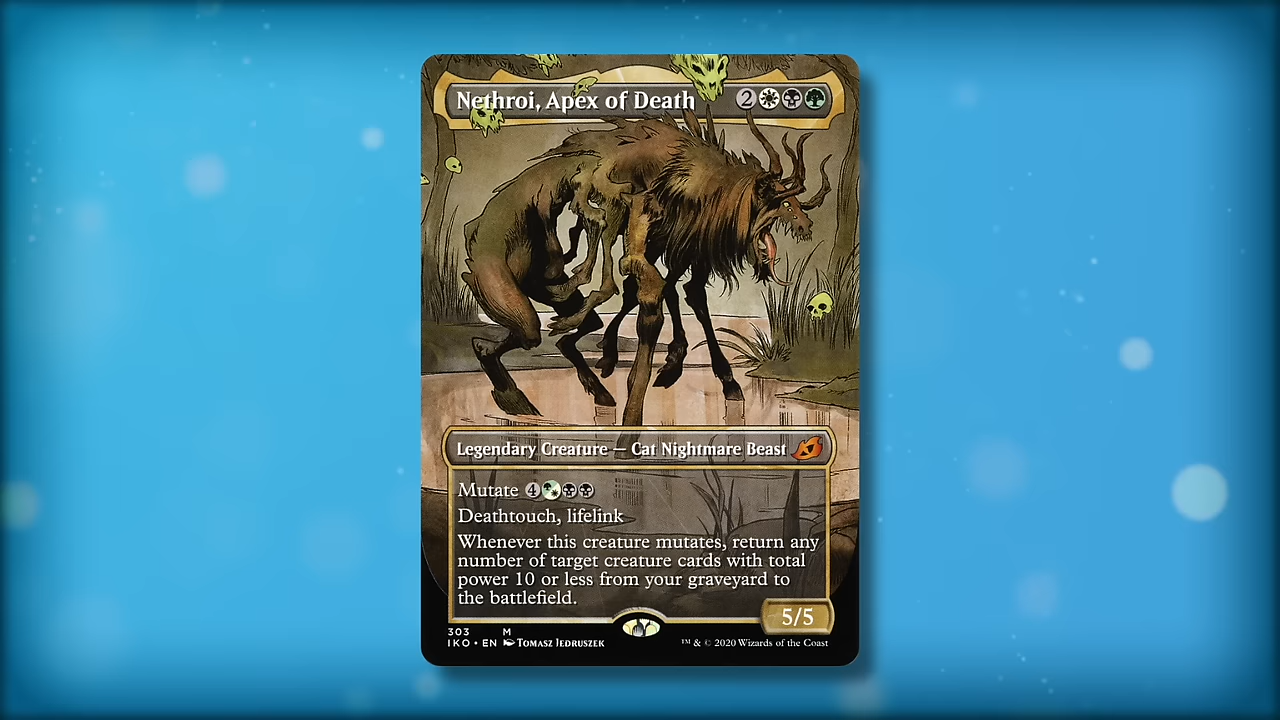 Nethroi, Apex of Death 2
Legendary Creature — Cat Nightmare Beast
Mutate 4
Deathtouch, lifelink
Whenever this creature mutates, return any
number of target creature cards with total
power 10 or less from your graveyard to
the battlefield.
5/5
303 M
IKO • EN Tomasz Jedruszek
™ & © 2020 Wizards of the Coast